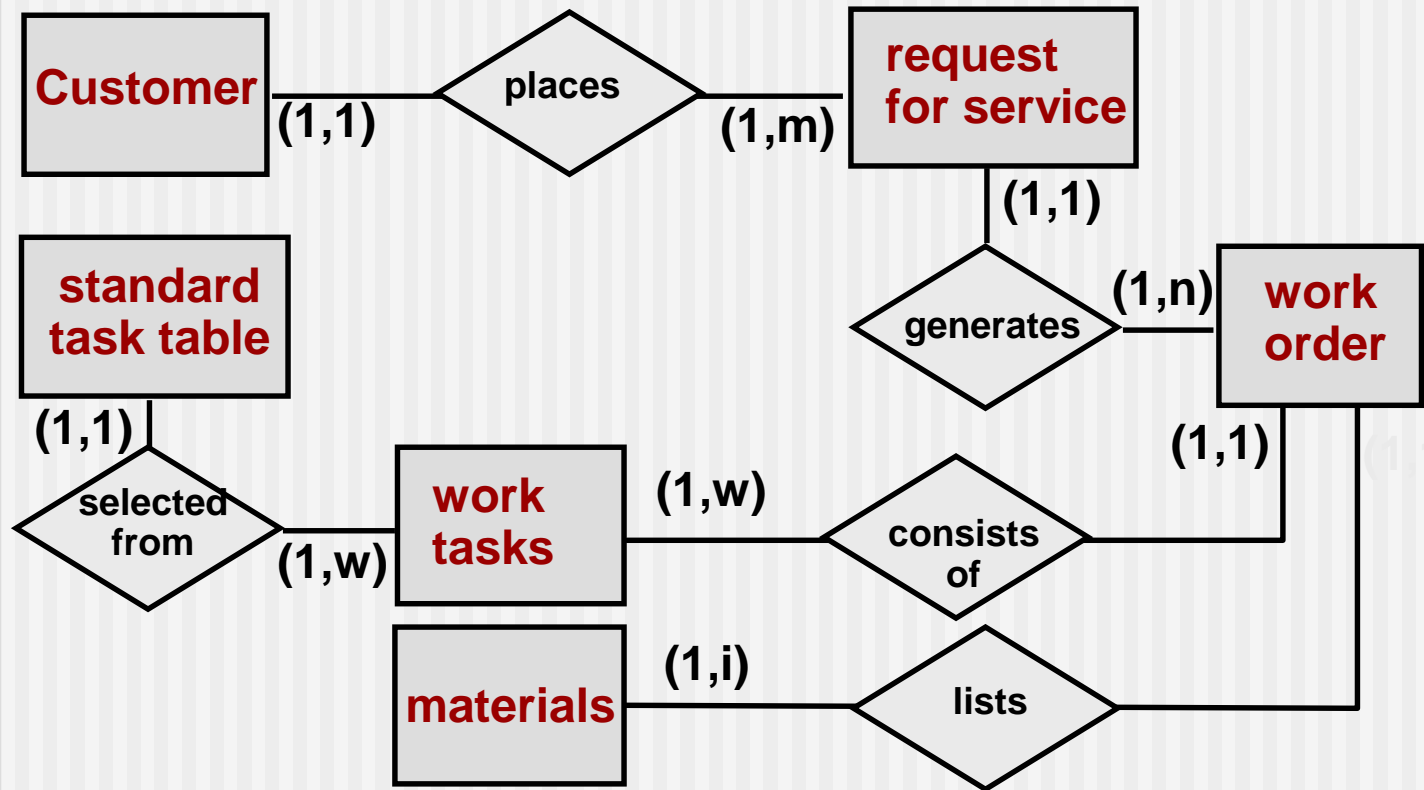 Customer
(1,1)
places
(1,m)
request
for service
(1,1)
standard
task table
(1,1)
generates
(1,n)
work
order
(1,1)
selected
from
(1,w)
work
tasks
(1,w)
consists
of
materials
(1,i)
lists